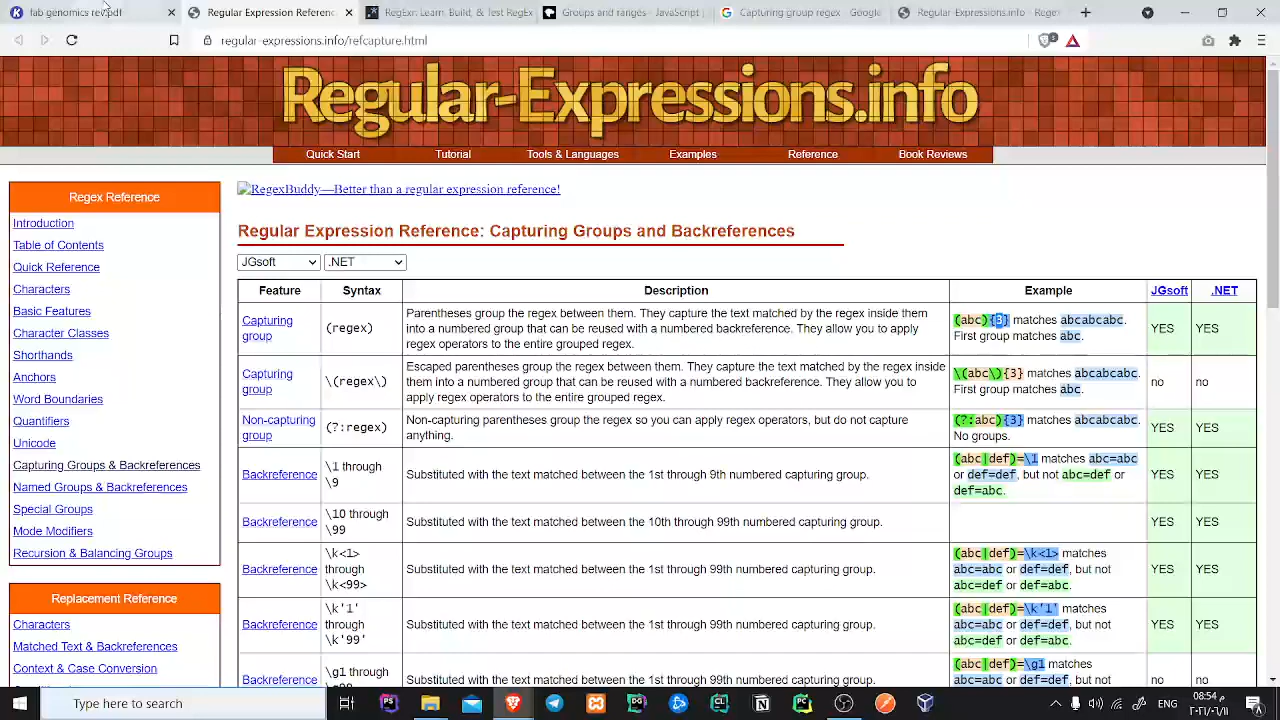 fab genomics v.pdf
Regular Expression Reference
RegExr: Learn, Build, & Test RegEx
Groups and ranges - JavaScript |
Capturing group regex - Google
Regular-Expressions.info - Regex
regular-expressions.info/refcapture.html
Regular-Expressions.info
Quick Start
Tutorial
Tools & Languages
Examples
Reference
Book Reviews
Regex Reference
Introduction
Table of Contents
Quick Reference
Characters
Basic Features
Character Classes
Shorthands
Anchors
Word Boundaries
Quantifiers
Unicode
Capturing Groups & Backreferences
Named Groups & Backreferences
Special Groups
Mode Modifiers
Recursion & Balancing Groups
Replacement Reference
Characters
Matched Text & Backreferences
Context & Case Conversion
RegexBuddy—Better than a regular expression reference!
Regular Expression Reference: Capturing Groups and Backreferences
JGsoft .NET
Feature Syntax Description Example JGsoft .NET
Capturing group
(regex)
Parentheses group the regex between them. They capture the text matched by the regex inside them
into a numbered group that can be reused with a numbered backreference. They allow you to apply
regex operators to the entire grouped regex.
(abc){3} matches abcabcabc.
First group matches abc.
YES YES
Capturing group
\(regex\)
Escaped parentheses group the regex between them. They capture the text matched by the regex inside
them into a numbered group that can be reused with a numbered backreference. They allow you to
apply regex operators to the entire grouped regex.
\(abc\){3} matches abcabcabc.
First group matches abc.
no no
Non-capturing group
(?:regex)
Non-capturing parentheses group the regex so you can apply regex operators, but do not capture
anything.
(?:abc){3} matches abcabcabc.
No groups.
YES YES
Backreference
\1 through
\9
Substituted with the text matched between the 1st through 9th numbered capturing group.
(abc|def)=\1 matches abc=abc
or def=def, but not abc=def or
def=abc.
YES YES
Backreference
\10 through
\99
Substituted with the text matched between the 10th through 99th numbered capturing group.
YES YES
Backreference
\k<1>
through
\k<99>
Substituted with the text matched between the 1st through 99th numbered capturing group.
(abc|def)=\k<1> matches
abc=abc or def=def, but not
abc=def or def=abc.
YES YES
Backreference
\k'1'
through
\k'99'
Substituted with the text matched between the 1st through 99th numbered capturing group.
(abc|def)=\k'1' matches
abc=abc or def=def, but not
abc=def or def=abc.
YES YES
Backreference
\g1 through
Substituted with the text matched between the 1st through 99th numbered capturing group.
(abc|def)=\g1 matches
abc=abc or def=def, but not
no no
Type here to search
ENG
08:54